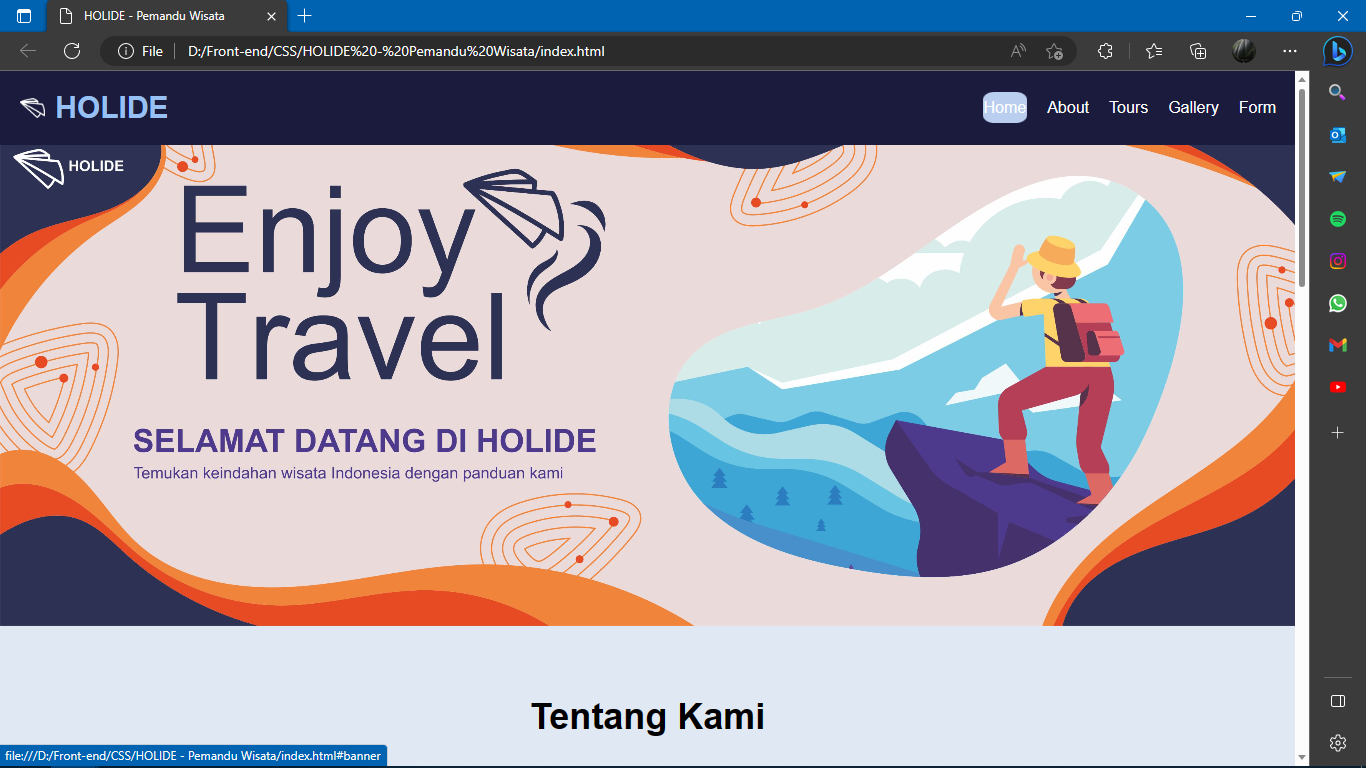 HOLIDE - Pemandu Wisata
File
D:/Front-end/CSS/HOLIDE%20-%20Pemandu%20Wisata/index.html
HOLIDE
Home About Tours Gallery Form
HOLIDE
Enjoy
Travel
SELAMAT DATANG DI HOLIDE
Temukan keindahan wisata Indonesia dengan panduan kami
Tentang Kami
file:///D:/Front-end/CSS/HOLIDE - Pemandu Wisata/index.html#banner